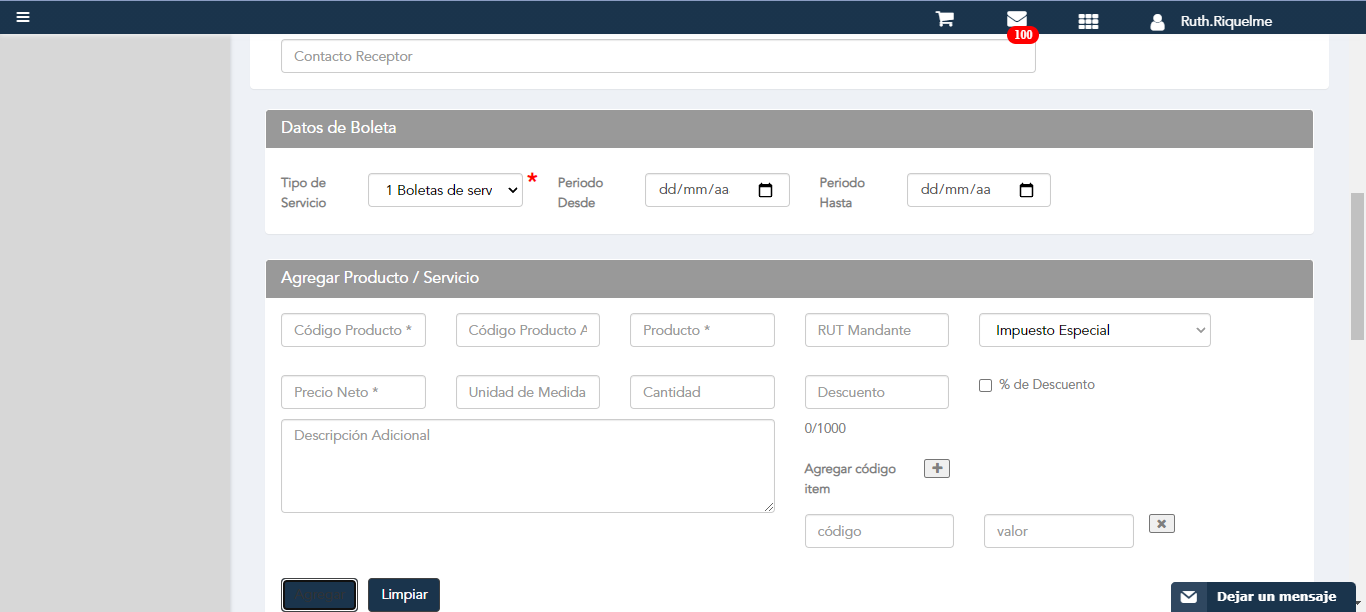 Ruth.Riquelme
100
Contacto Receptor
Datos de Boleta
Tipo de Servicio
1 Boletas de serv
*
Periodo Desde
dd/mm/aa
Periodo Hasta
dd/mm/aa
Agregar Producto / Servicio
Código Producto *
Código Producto A
Producto *
RUT Mandante
Impuesto Especial
Precio Neto *
Unidad de Medida
Cantidad
Descuento
% de Descuento
Descripción Adicional
0/1000
Agregar código item
código
valor
Agregar
Limpiar
Dejar un mensaje